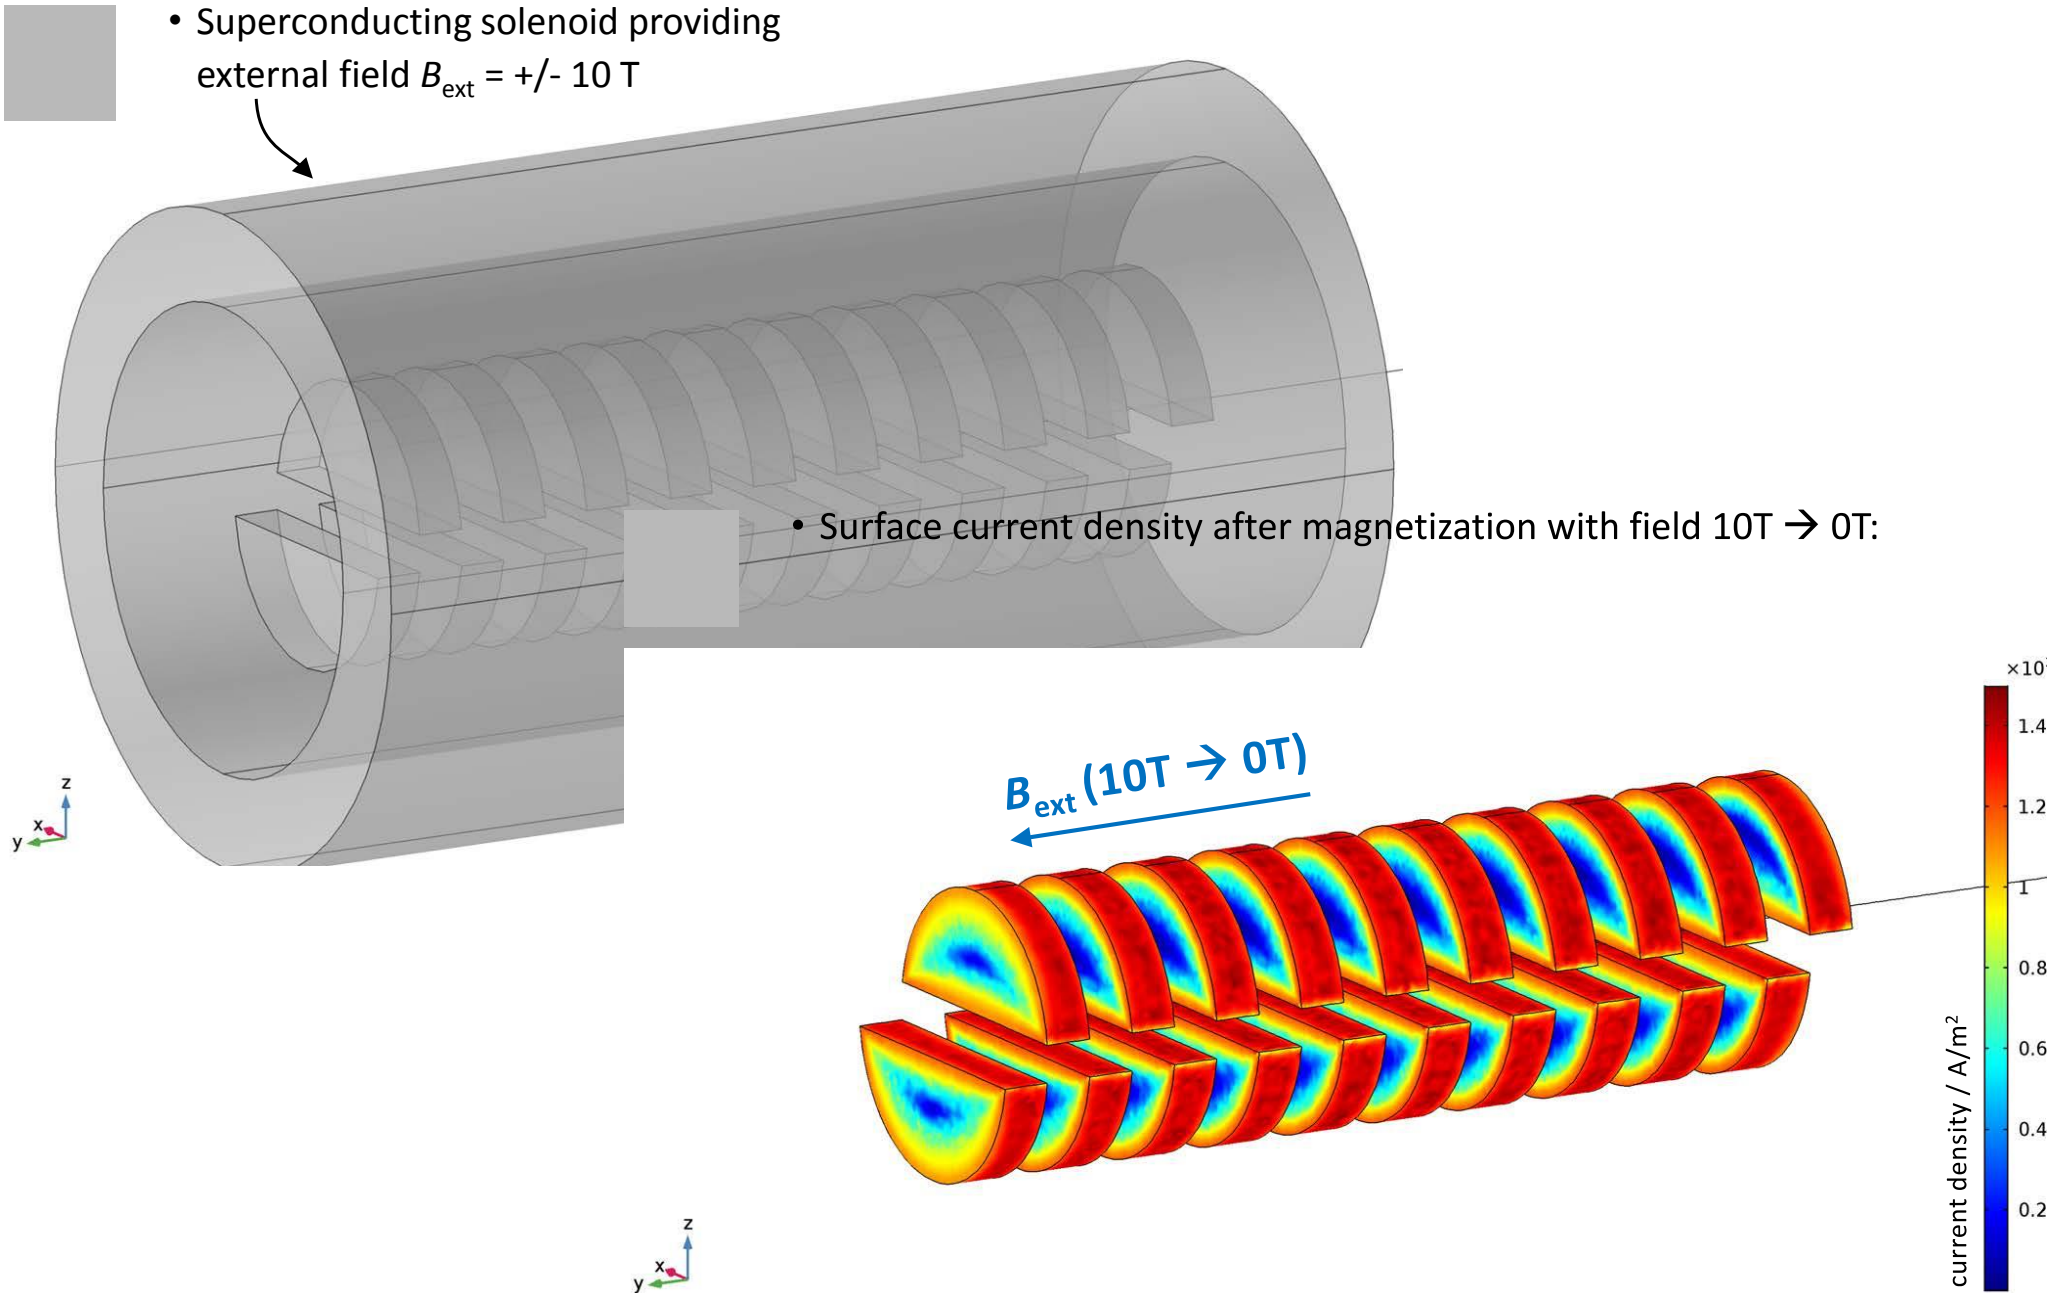 • Superconducting solenoid providing
external field Bext = +/- 10 T
• Surface current density after magnetization with field 10T → 0T:
z
x
y
Bext (10T → 0T)
1.4
1.2
1
0.8
0.6
0.4
0.2
current density / A/m²
z
x
y